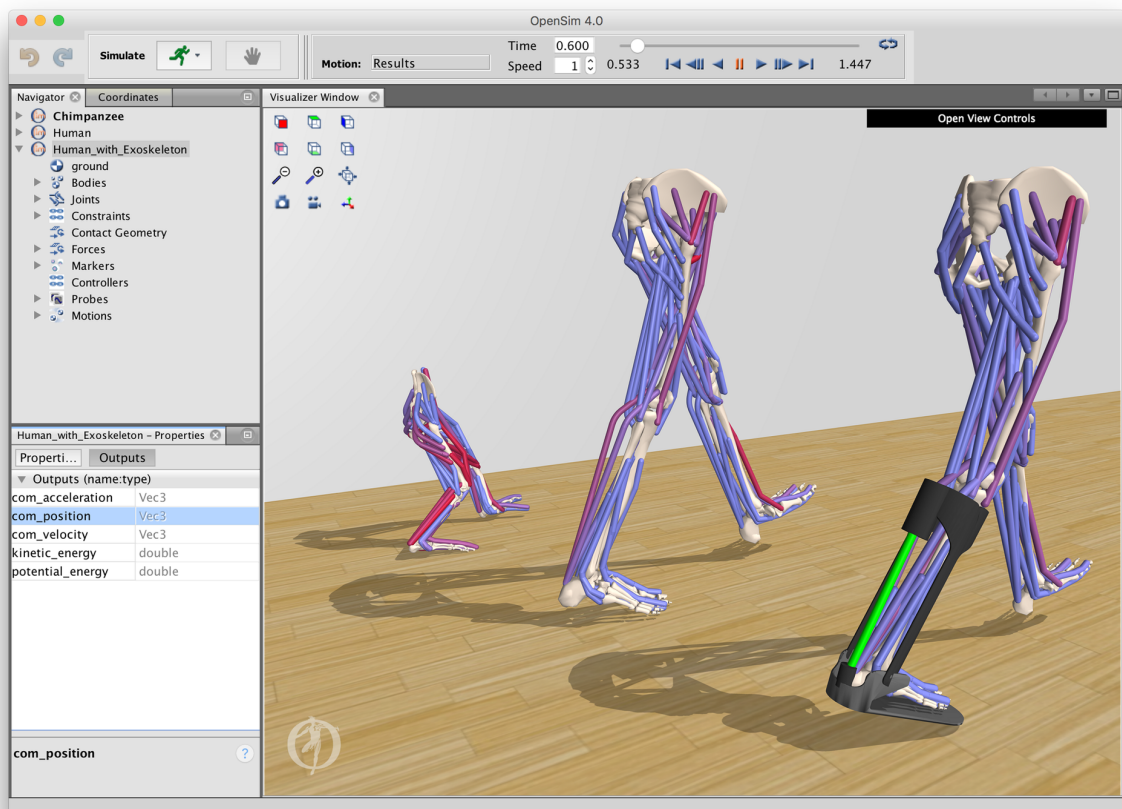 OpenSim 4.0
Simulate
Motion: Results
Time 0.600
Speed 1 0.533 1.447
Navigator Coordinates
Chimpanzee
Human
Human_with_Exoskeleton
ground
Bodies
Joints
Constraints
Contact Geometry
Forces
Markers
Controllers
Probes
Motions
Visualizer Window
Open View Controls
Human_with_Exoskeleton - Properties
Properti... Outputs
Outputs (name:type)
com_acceleration Vec3
com_position Vec3
com_velocity Vec3
kinetic_energy double
potential_energy double
com_position ?